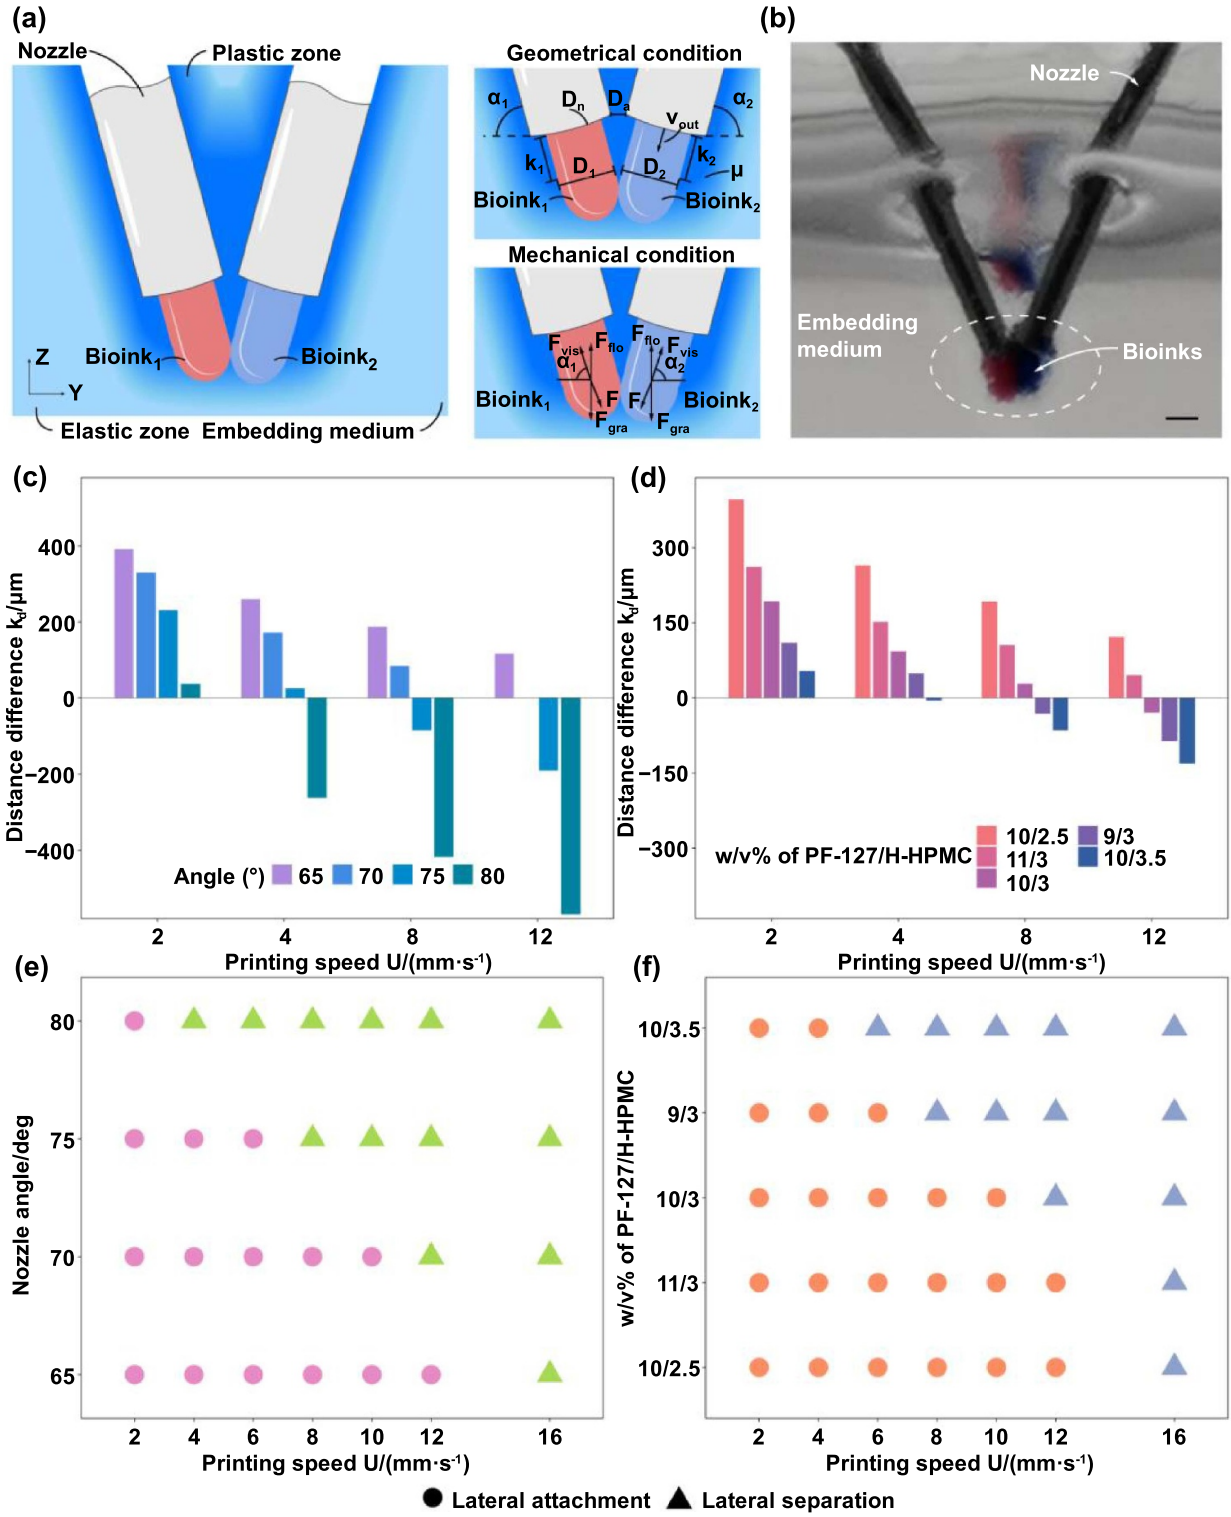 (a)
Nozzle
Plastic zone
Bioink1
Bioink2
Z
Y
Elastic zone
Embedding medium
Geometrical condition
α1
Dn
Da
α2
vout
k1
D1
D2
k2
μ
Bioink1
Bioink2
Mechanical condition
Fvis
Fflo
Fflo
Fvis
α1
α2
Bioink1
F
F
Bioink2
Fgra
Fgra
(b)
Nozzle
Embedding
medium
Bioinks
(c)
Distance difference kd/μm
400
200
0
−200
−400
Angle (°)
65
70
75
80
2
4
8
12
Printing speed U/(mm·s-1)
(d)
Distance difference kd/μm
300
150
0
−150
−300
w/v% of PF-127/H-HPMC
10/2.5
11/3
10/3
9/3
10/3.5
2
4
8
12
Printing speed U/(mm·s-1)
(e)
Nozzle angle/deg
80
75
70
65
2
4
6
8
10
12
16
Printing speed U/(mm·s-1)
(f)
w/v% of PF-127/H-HPMC
10/3.5
9/3
10/3
11/3
10/2.5
2
4
6
8
10
12
16
Printing speed U/(mm·s-1)
Lateral attachment
Lateral separation